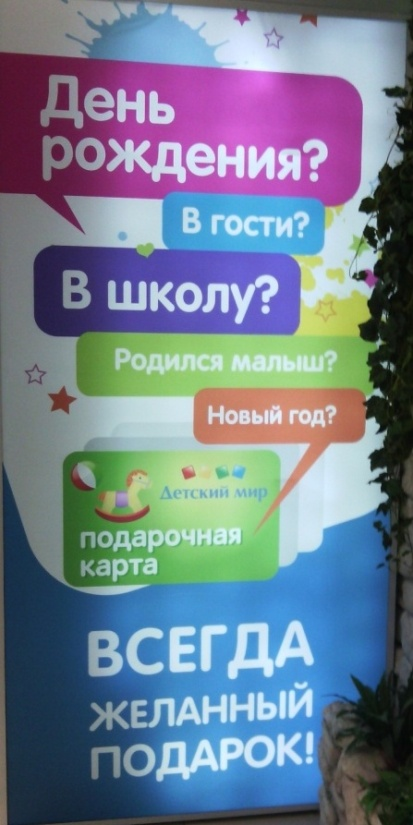 День
рождения?
В гости?
В школу?
Родился малыш?
Новый год?
Детский мир
подарочная
карта
ВСЕГДА
ЖЕЛАННЫЙ
ПОДАРОК!